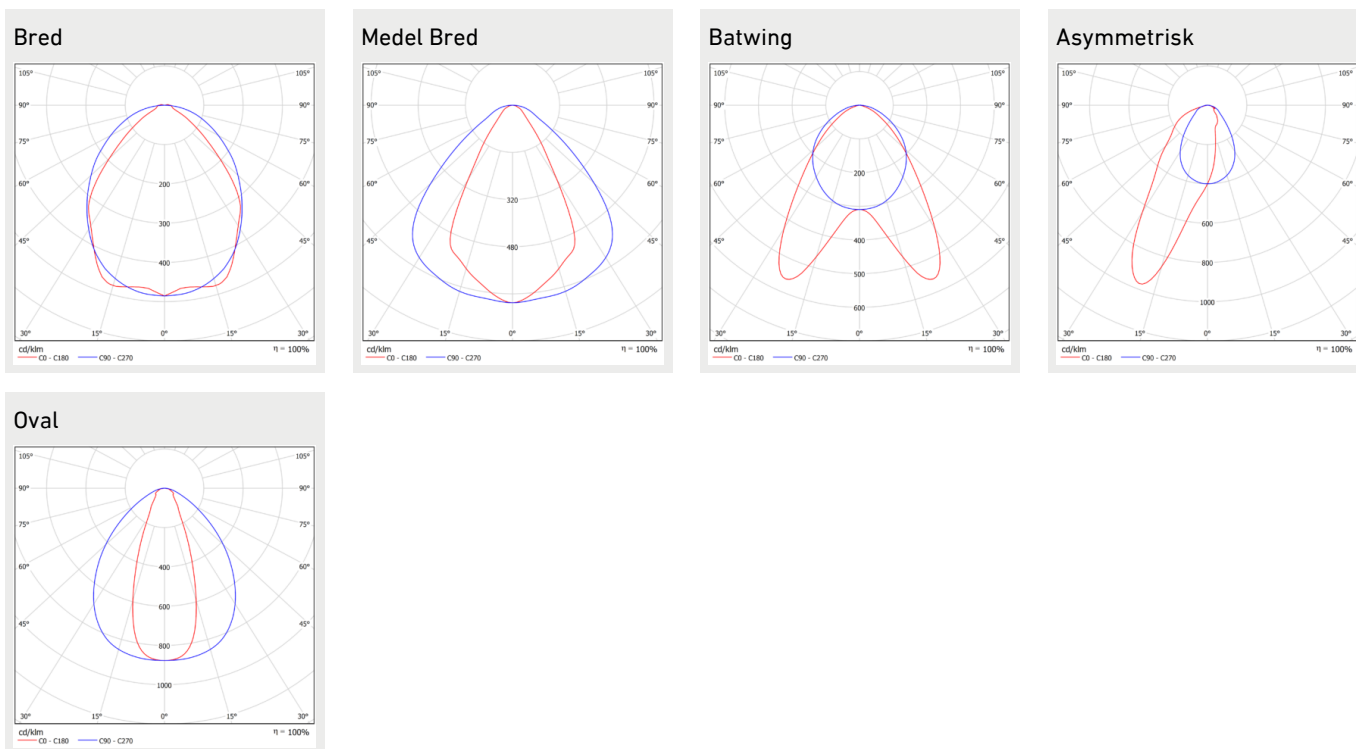 Bred
105° 105°
90° 90°
75° 75°
200
60° 60°
300
45° 45°
400
30° 15° 0° 15° 30°
cd/klm η = 100%
C0 - C180 C90 - C270
Medel Bred
105° 105°
90° 90°
75° 75°
60° 60°
320
45° 45°
480
30° 15° 0° 15° 30°
cd/klm η = 100%
C0 - C180 C90 - C270
Batwing
105° 105°
90° 90°
75° 75°
200
60° 60°
45° 45°
400
500
600
30° 15° 0° 15° 30°
cd/klm η = 100%
C0 - C180 C90 - C270
Asymmetrisk
105° 105°
90° 90°
75° 75°
60° 60°
600
45° 45°
800
1000
30° 15° 0° 15° 30°
cd/klm η = 100%
C0 - C180 C90 - C270
Oval
105° 105°
90° 90°
75° 75°
400
60° 60°
600
45° 45°
800
1000
30° 15° 0° 15° 30°
cd/klm η = 100%
C0 - C180 C90 - C270